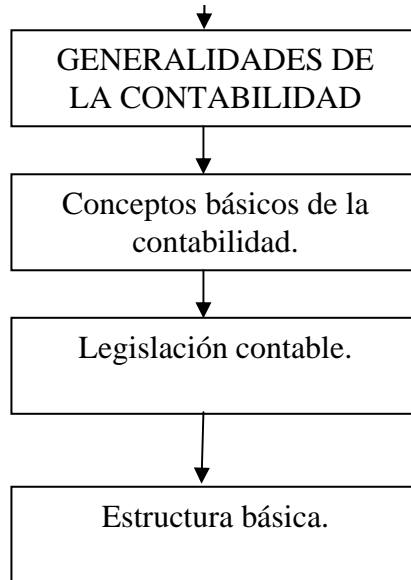 GENERALIDADES DE
LA CONTABILIDAD
Conceptos básicos de la
contabilidad.
Legislación contable.
Estructura básica.